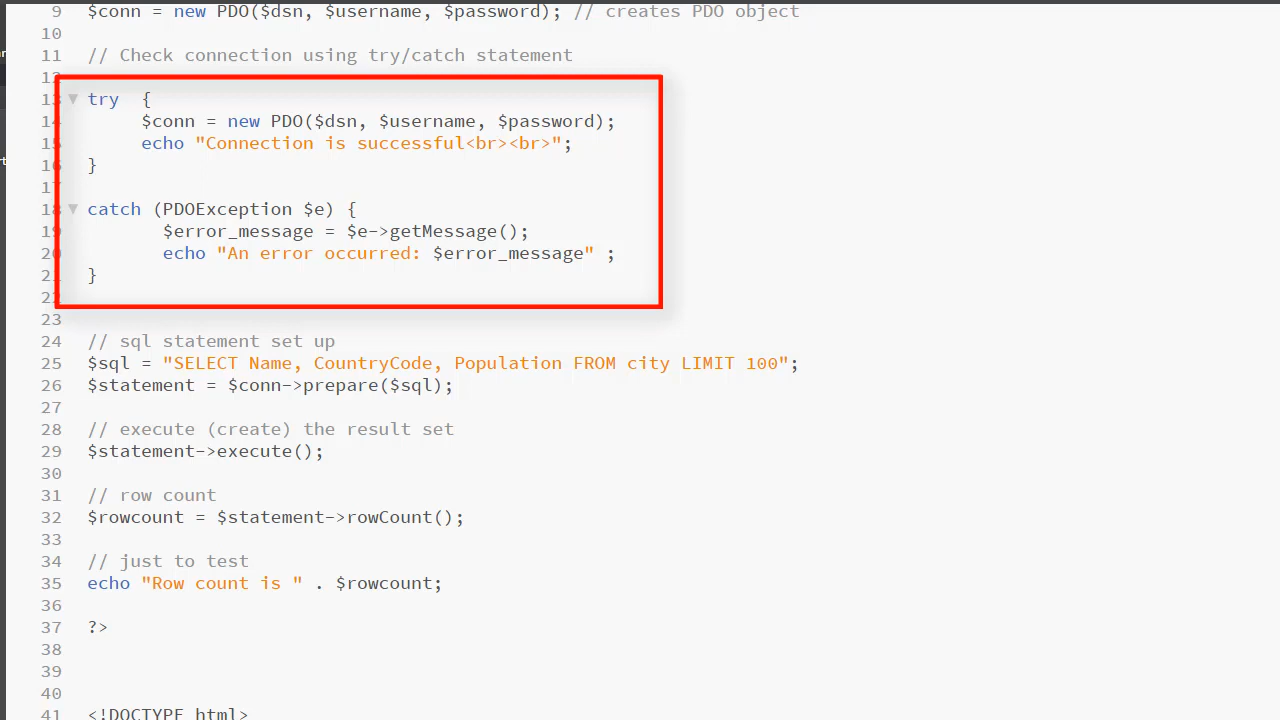 9 $conn = new PDO($dsn, $username, $password); // creates PDO object
10
11 // Check connection using try/catch statement
12
13 try  {
14      $conn = new PDO($dsn, $username, $password);
15      echo "Connection is successful<br><br>";
16 }
17
18 catch (PDOException $e) {
19        $error_message = $e->getMessage();
20        echo "An error occurred: $error_message" ;
21 }
22
23
24 // sql statement set up
25 $sql = "SELECT Name, CountryCode, Population FROM city LIMIT 100";
26 $statement = $conn->prepare($sql);
27
28 // execute (create) the result set
29 $statement->execute();
30
31 // row count
32 $rowcount = $statement->rowCount();
33
34 // just to test
35 echo "Row count is " . $rowcount;
36
37 ?>
38
39
40
41 <!DOCTYPE html>